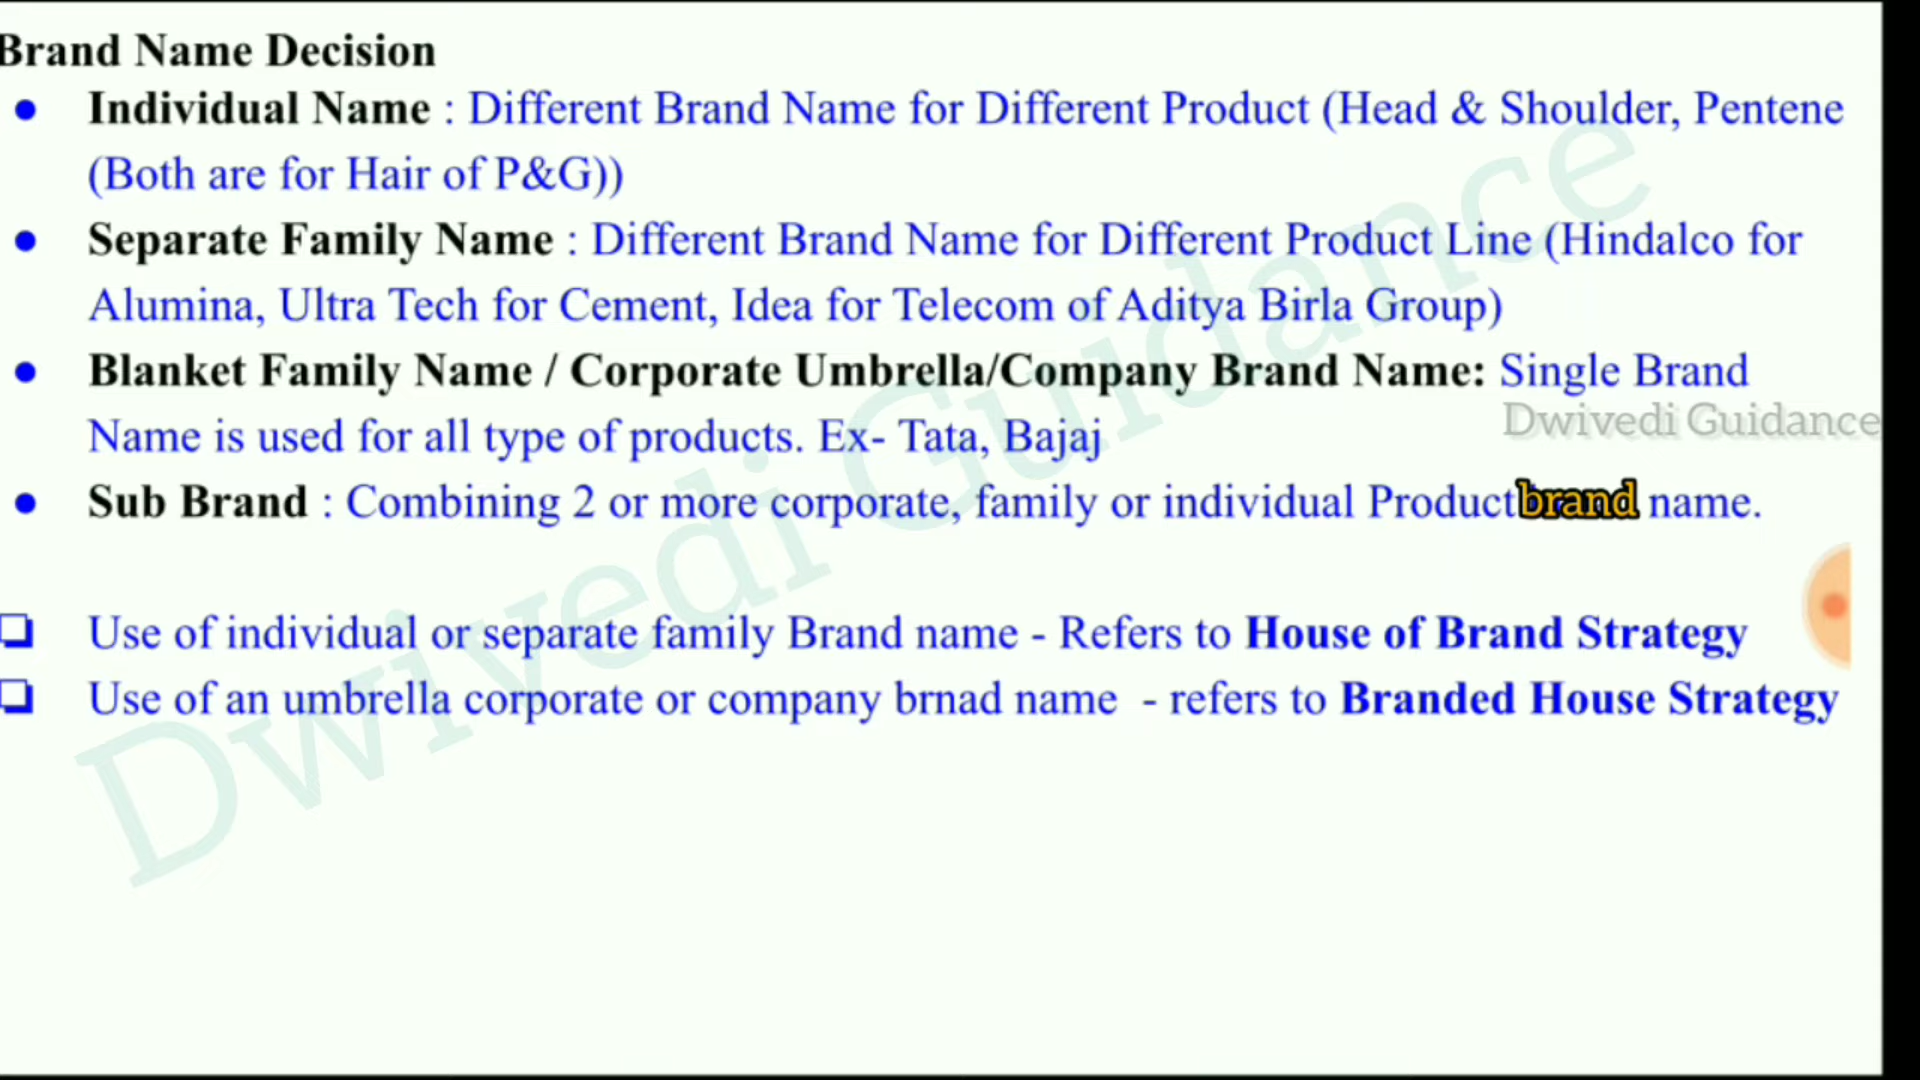 Brand Name Decision
● Individual Name : Different Brand Name for Different Product (Head & Shoulder, Pentene
(Both are for Hair of P&G))
● Separate Family Name : Different Brand Name for Different Product Line (Hindalco for
Alumina, Ultra Tech for Cement, Idea for Telecom of Aditya Birla Group)
● Blanket Family Name / Corporate Umbrella/Company Brand Name: Single Brand
Name is used for all type of products. Ex- Tata, Bajaj
Dwivedi Guidance
● Sub Brand : Combining 2 or more corporate, family or individual Product brand name.
❏ Use of individual or separate family Brand name - Refers to House of Brand Strategy
❏ Use of an umbrella corporate or company brnad name - refers to Branded House Strategy
Dwivedi Guidance